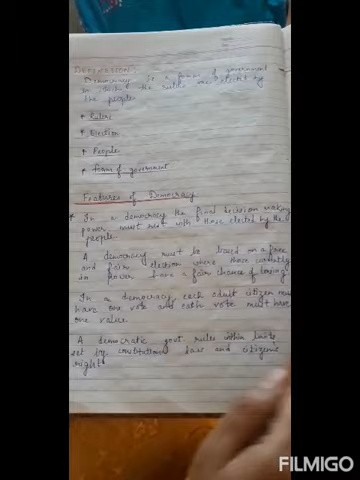 DEFINATION:
Democracy is a form of government
in which the rulers are elected by
the people.
* Rulers
* Election
* People
* Form of government
Features of Democracy
* In a democracy the final decision making
power must rest with those elected by the
people.
A democracy must be based on a free
and fair election where those currently
in power have a fair chance of losing
In a democracy each adult citizen must
have one vote and each vote must have
one value.
A democratic govt rules within limits
set by constitutional law and citizens
right
FILMIGO